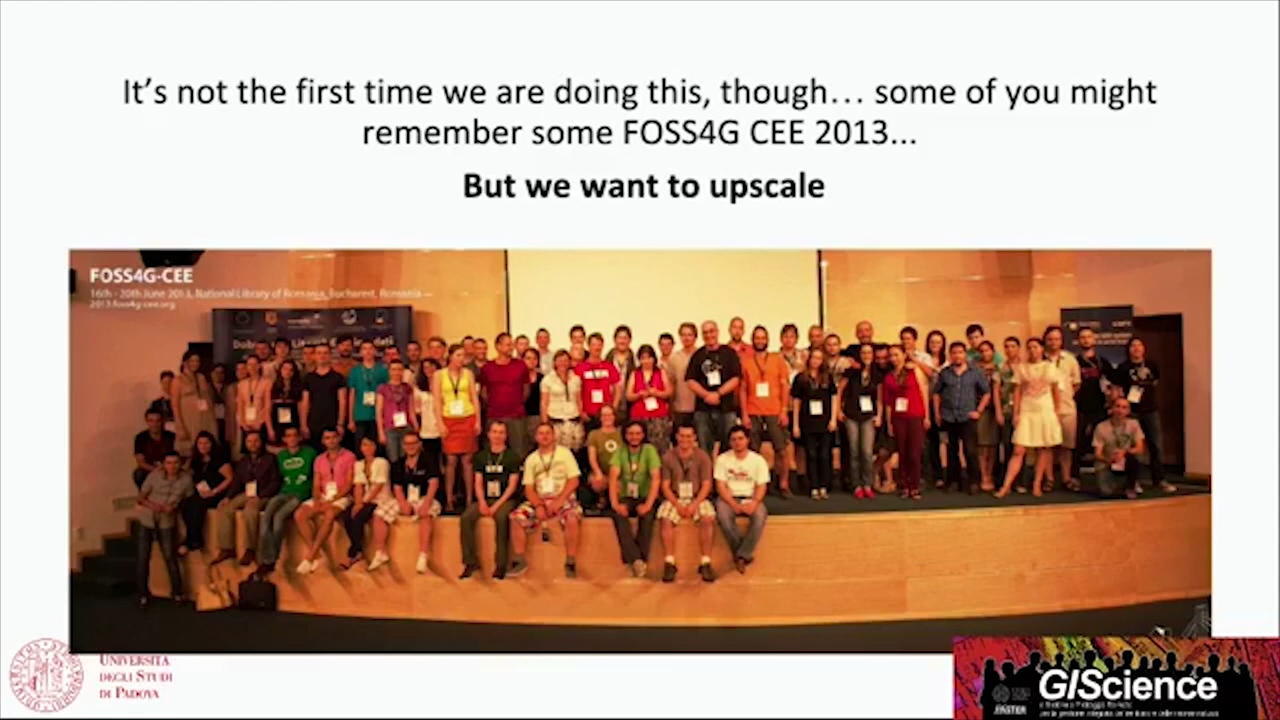 It's not the first time we are doing this, though... some of you might
remember some FOSS4G CEE 2013...
But we want to upscale
FOSS4G-CEE
16th - 20th June 2013, National Library of Romania, Bucharest, Romania
2013.foss4g-cee.org
UNIVERSITÀ
DEGLI STUDI
DI PADOVA
GIScience
MASTER